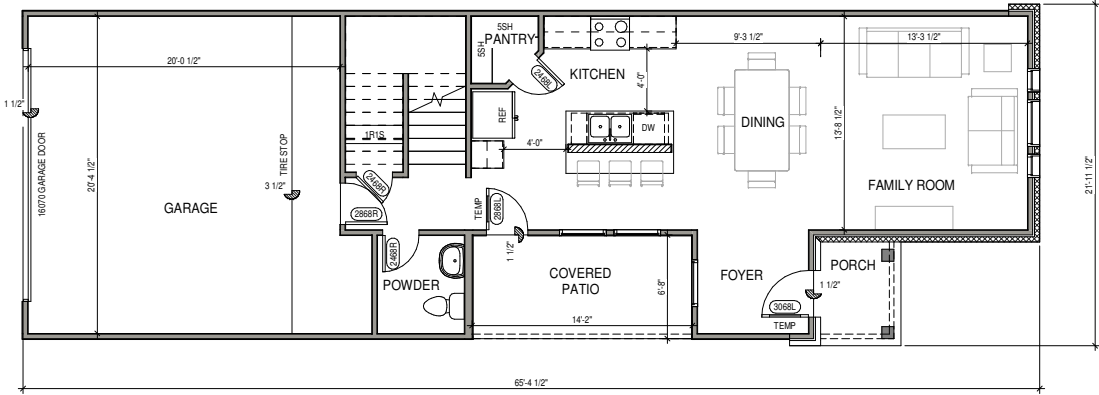 5SH
5SH
PANTRY
2468L
KITCHEN
9'-3 1/2"
13'-3 1/2"
20'-0 1/2"
4'-0"
1 1/2"
REF
DW
DINING
13'-8 1/2"
1R1S
4'-0"
16070 GARAGE DOOR
20'-4 1/2"
TIRE STOP
3 1/2"
GARAGE
2468R
2868R
TEMP
2868L
FAMILY ROOM
21'-11 1/2"
2468R
POWDER
1 1/2"
COVERED
PATIO
6'-8"
14'-2"
FOYER
PORCH
1 1/2"
3068L
TEMP
65'-4 1/2"